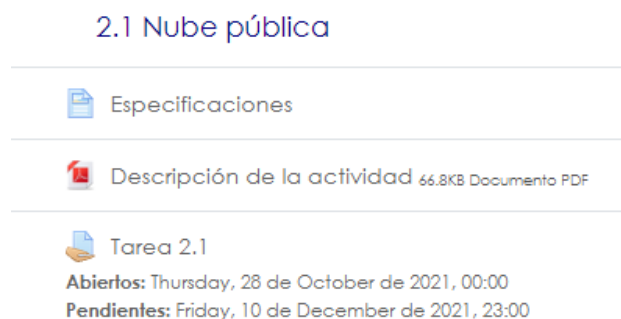 2.1 Nube pública
Especificaciones
Descripción de la actividad 66.8KB Documento PDF
Tarea 2.1
Abiertos: Thursday, 28 de October de 2021, 00:00
Pendientes: Friday, 10 de December de 2021, 23:00